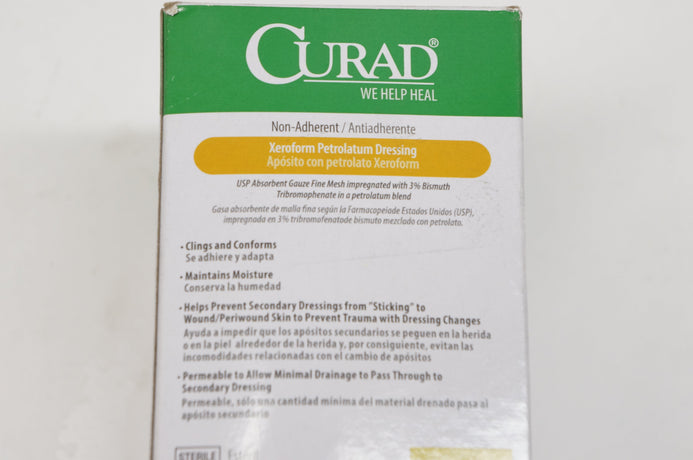 CURAD®
WE HELP HEAL
Non-Adherent / Antiadherente
Xeroform Petrolatum Dressing
Apósito con petrolato Xeroform
USP Absorbent Gauze Fine Mesh impregnated with 3% Bismuth
Tribromophenate in a petrolatum blend
Gasa absorbente de malla fina según la Farmacopeiade Estados Unidos (USP),
impregnada en 3% tribromofenatode bismuto mezclado con petrolato.
• Clings and Conforms
Se adhiere y adapta
• Maintains Moisture
Conserva la humedad
• Helps Prevent Secondary Dressings from "Sticking" to
Wound/Periwound Skin to Prevent Trauma with Dressing Changes
Ayuda a impedir que los apósitos secundarios se peguen en la herida
o en la piel alrededor de la herida y, por consiguiente, evitan las
incomodidades relacionadas con el cambio de apósitos
• Permeable to Allow Minimal Drainage to Pass Through to
Secondary Dressing
Permeable, sólo una cantidad mínima del material drenado pasa al
apósito secundario
STERILE